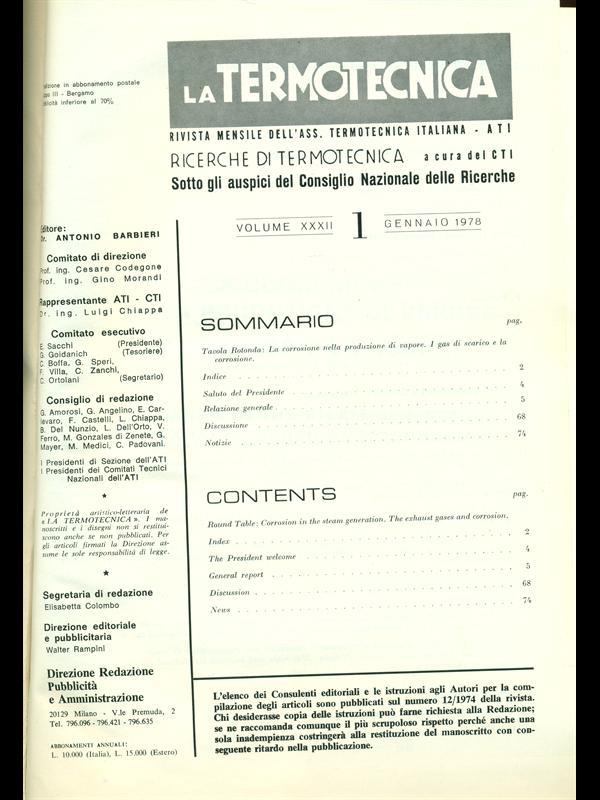 LA TERMOTECNICA
RIVISTA MENSILE DELL'ASS. TERMOTECNICA ITALIANA - ATI
RICERCHE DI TERMOTECNICA a cura del CTI
Sotto gli auspici del Consiglio Nazionale delle Ricerche
in abbonamento postale
III - Bergamo
inferiore al 70%
VOLUME XXXII 1 GENNAIO 1978
Editore:
Dr. ANTONIO BARBIERI
Comitato di direzione
Prof. ing. Cesare Codegone
Prof. ing. Gino Morandi
Rappresentante ATI - CTI
Dr. ing. Luigi Chiappa
Comitato esecutivo
E. Sacchi (Presidente)
G. Goidanich (Tesoriere)
C. Boffa, G. Speri,
F. Villa, C. Zanchi,
C. Ortolani (Segretario)
Consiglio di redazione
G. Amorosi, G. Angelino, E. Car-
levaro, F. Castelli, L. Chiappa,
B. Del Nunzio, L. Dell'Orto, V.
Ferro, M. Gonzales di Zenete, G.
Mayer, M. Medici, C. Padovani.
I Presidenti di Sezione dell'ATI
I Presidenti dei Comitati Tecnici
Nazionali dell'ATI
★
Proprietà artistico-letteraria de
« LA TERMOTECNICA ». I ma-
noscritti e i disegni non si restitui-
scono anche se non pubblicati. Per
gli articoli firmati la Direzione as-
sume le sole responsabilità di legge.
★
Segretaria di redazione
Elisabetta Colombo
Direzione editoriale
e pubblicitaria
Walter Rampini
Direzione Redazione
Pubblicità
e Amministrazione
20129 Milano - V.le Premuda, 2
Tel. 796.096 - 796.421 - 796.635
ABBONAMENTI ANNUALI:
L. 10.000 (Italia), L. 15.000 (Estero)
SOMMARIO pag.
Tavola Rotonda: La corrosione nella produzione di vapore. I gas di scarico e la
corrosione.
Indice . . . 2
Saluto del Presidente . . . 4
Relazione generale . . . 5
Discussione . . . 68
Notizie . . . 74
CONTENTS pag.
Round Table: Corrosion in the steam generation. The exhaust gases and corrosion.
Index . . . 2
The President welcome . . . 4
General report . . . 5
Discussion . . . 68
News . . . 74
L'elenco dei Consulenti editoriali e le istruzioni agli Autori per la com-
pilazione degli articoli sono pubblicati sul numero 12/1974 della rivista.
Chi desiderasse copia delle istruzioni può farne richiesta alla Redazione;
se ne raccomanda comunque il più scrupoloso rispetto perché anche una
sola inadempienza costringerà alla restituzione del manoscritto con con-
seguente ritardo nella pubblicazione.